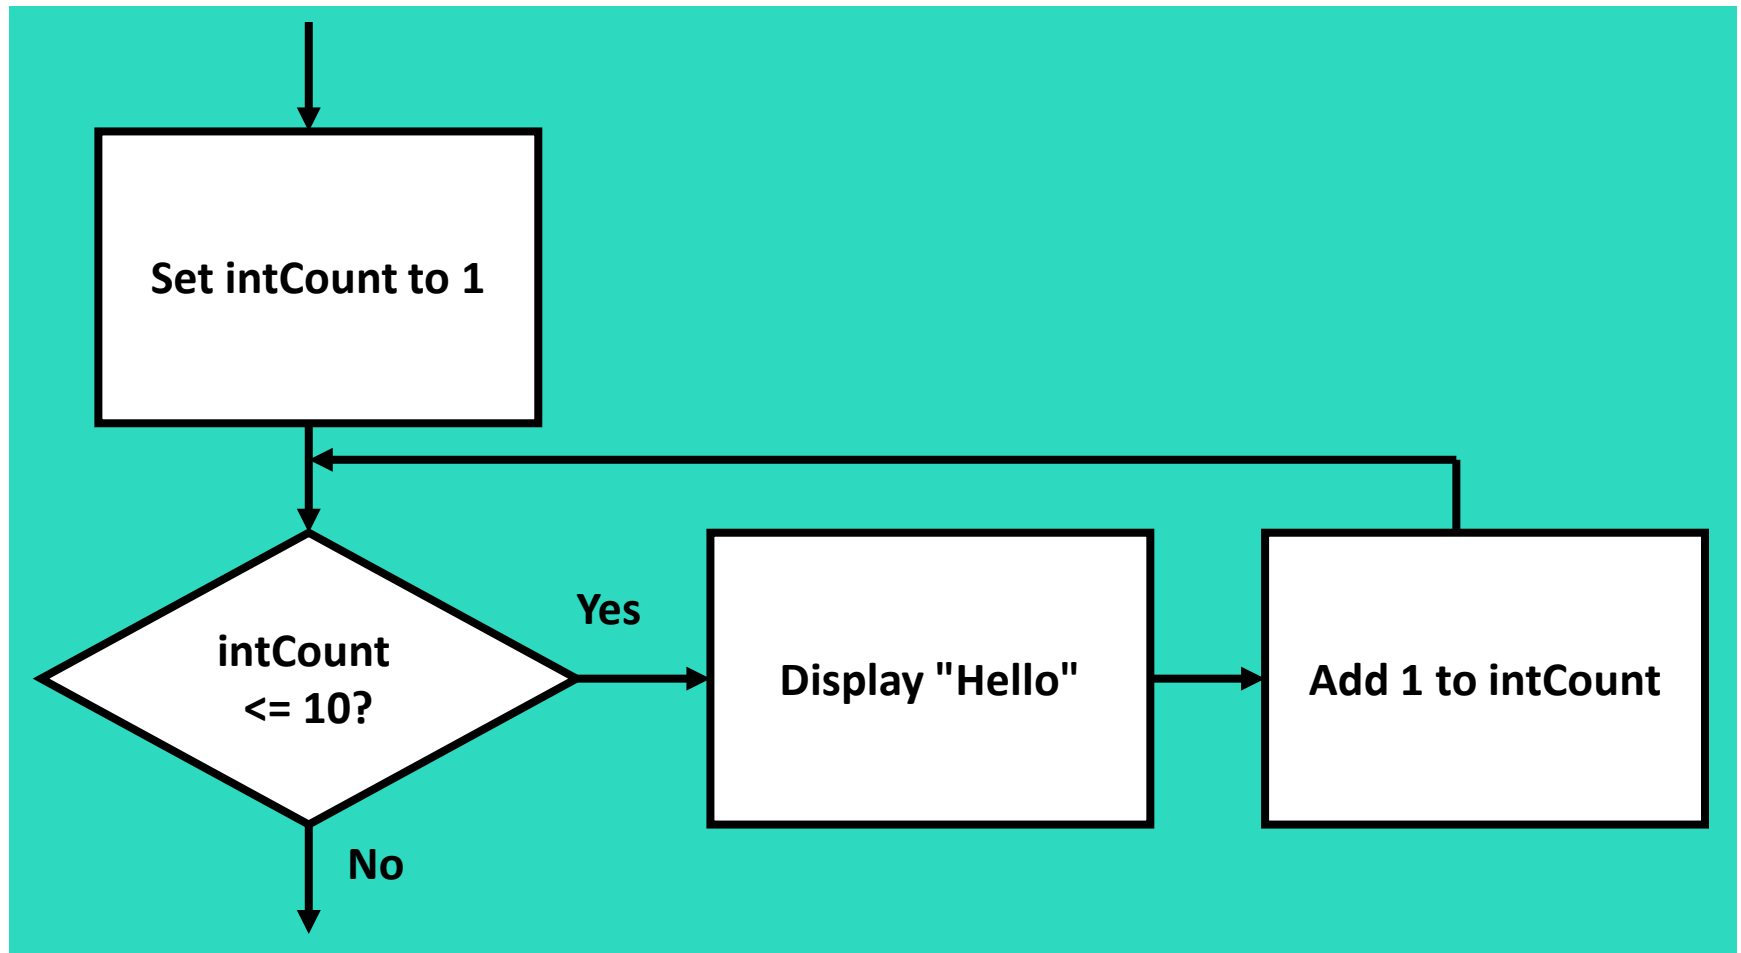 Set intCount to 1
intCount
<= 10?
Yes
Display "Hello"
Add 1 to intCount
No